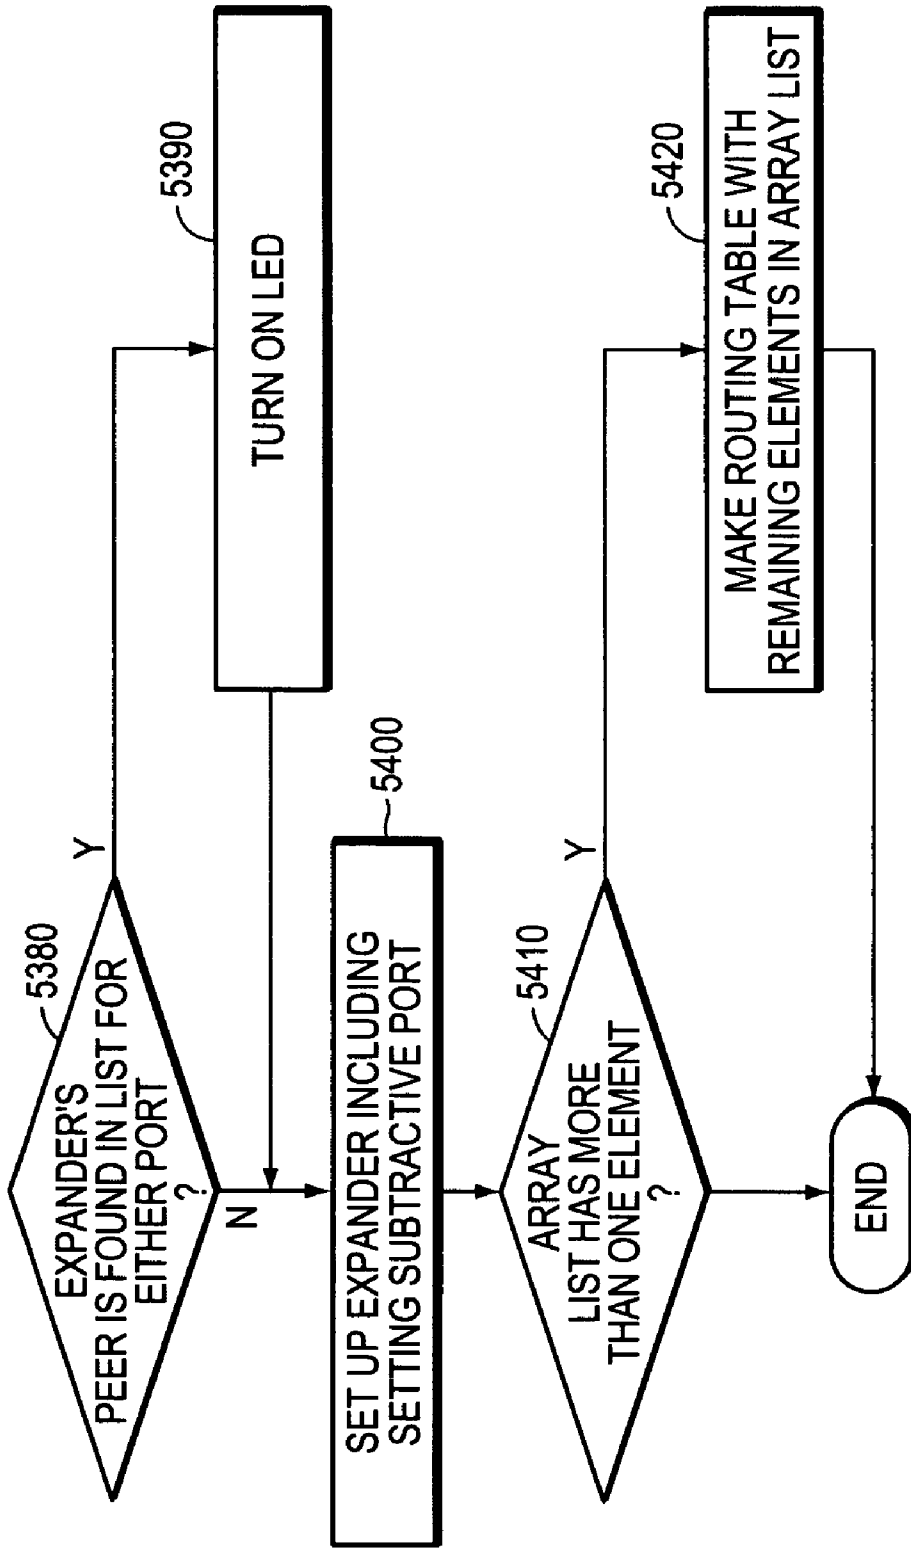 5380
EXPANDER'S
PEER IS FOUND IN LIST FOR
EITHER PORT
?
Y
N
5390
TURN ON LED
5400
SET UP EXPANDER INCLUDING
SETTING SUBTRACTIVE PORT
5410
ARRAY
LIST HAS MORE
THAN ONE ELEMENT
?
Y
5420
MAKE ROUTING TABLE WITH
REMAINING ELEMENTS IN ARRAY LIST
END